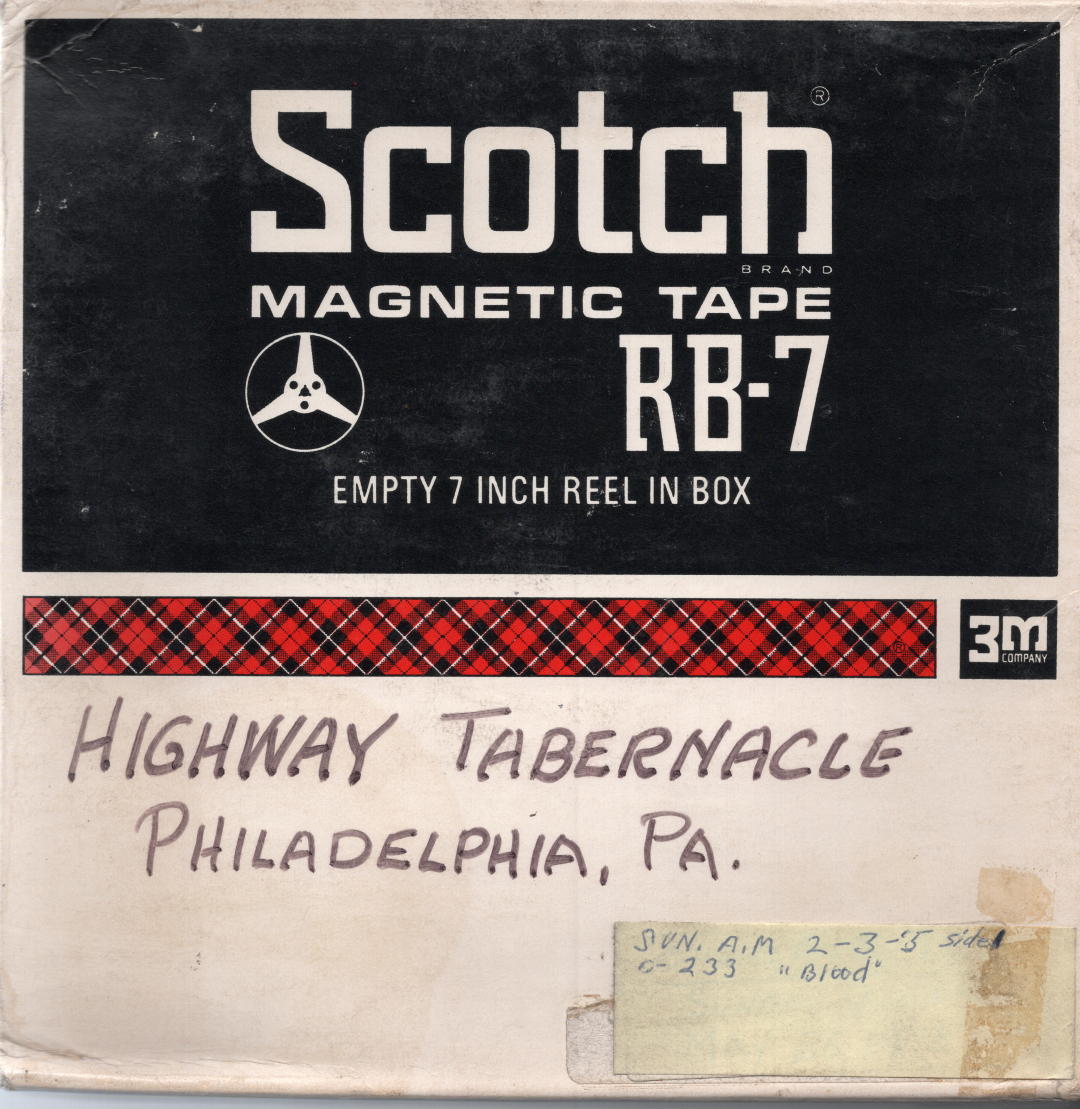 Scotch ®
BRAND
MAGNETIC TAPE
RB-7
EMPTY 7 INCH REEL IN BOX
®
3M
COMPANY
HIGHWAY TABERNACLE
PHILADELPHIA, PA.
SUN. A.M 2-3-'5 side
0-233 "Blood"